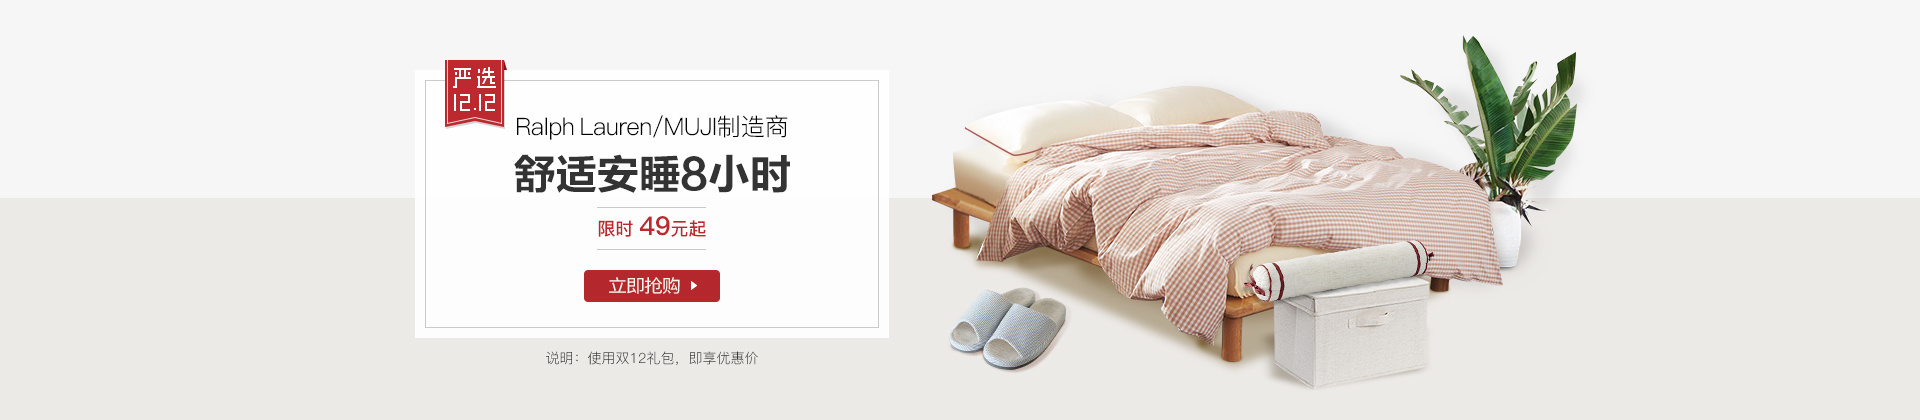 严选
12.12
Ralph Lauren/MUJI制造商
舒适安睡8小时
限时 49元起
立即抢购
说明：使用双12礼包，即享优惠价